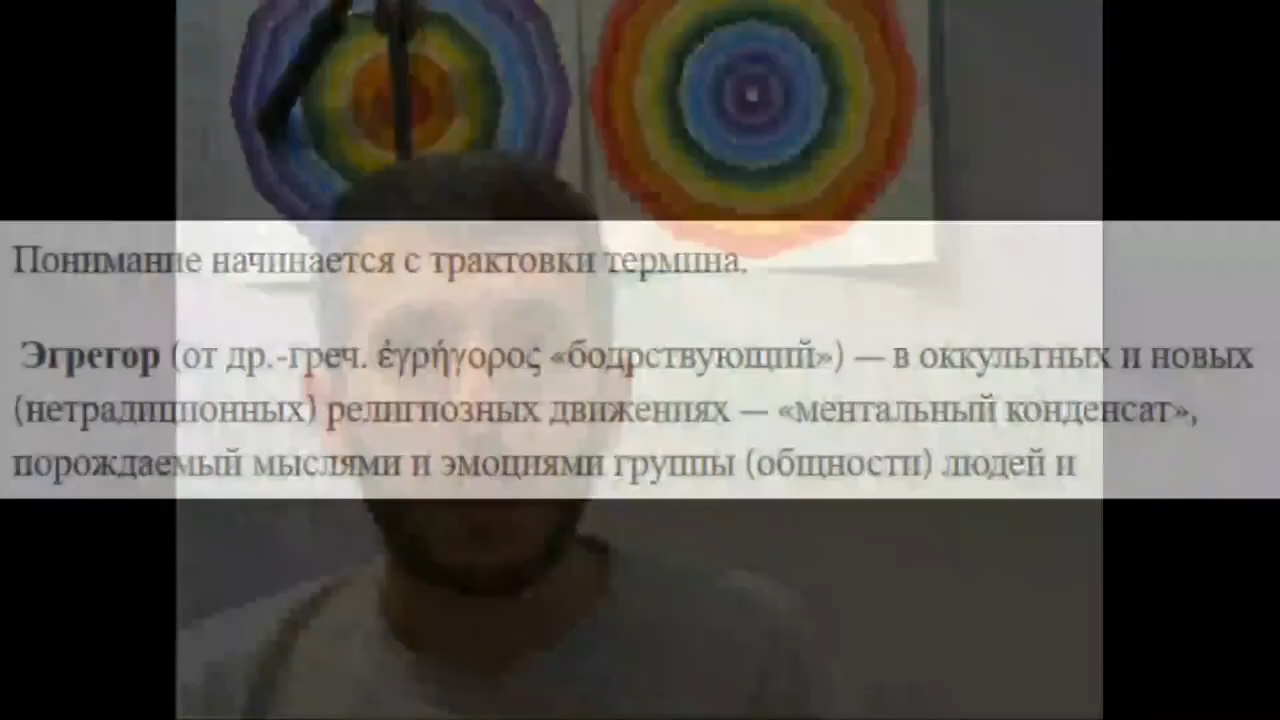 Понимание начинается с трактовки термина.
Эгрегор (от др.-греч. ἐγρήγορος «бодрствующий») — в оккультных и новых
(нетрадиционных) религиозных движениях — «ментальный конденсат»,
порождаемый мыслями и эмоциями группы (общности) людей и